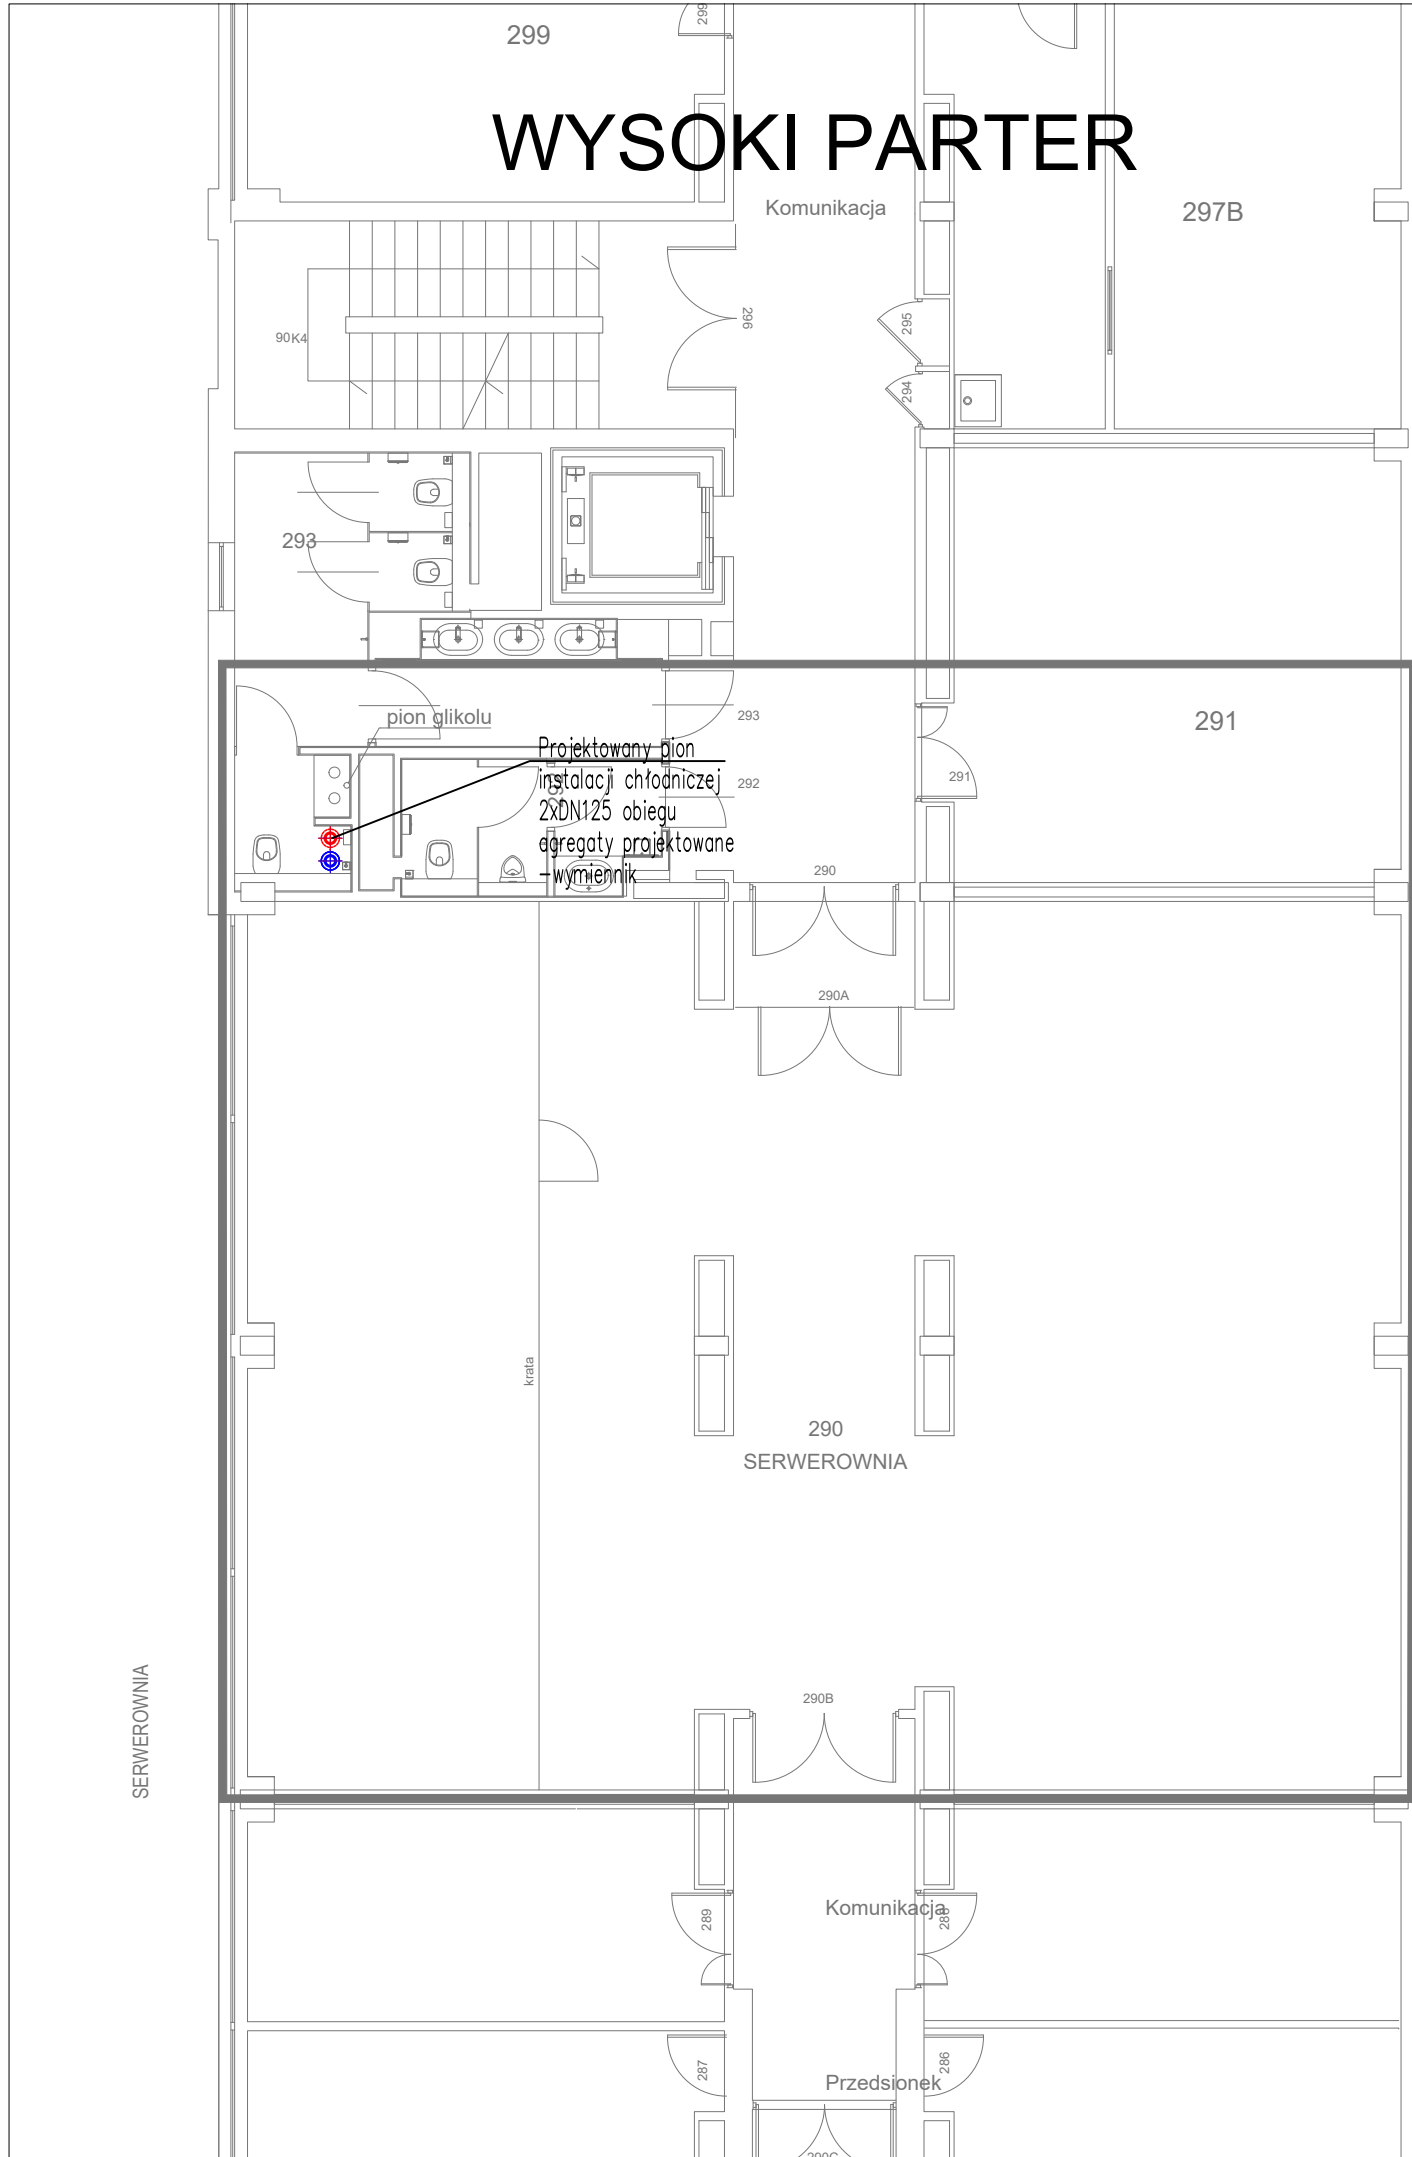 299
299
WYSOKI PARTER
Komunikacja
297B
90K4
296
295
294
293
pion glikolu
293
291
Projektowany pion
instalacji chłodniczej
2xDN125 obiegu
agregaty projektowane
-wymiennik
292
292
291
290
290A
krata
290
SERWEROWNIA
SERWEROWNIA
290B
Komunikacja
289
287
286
Przedsionek
290C